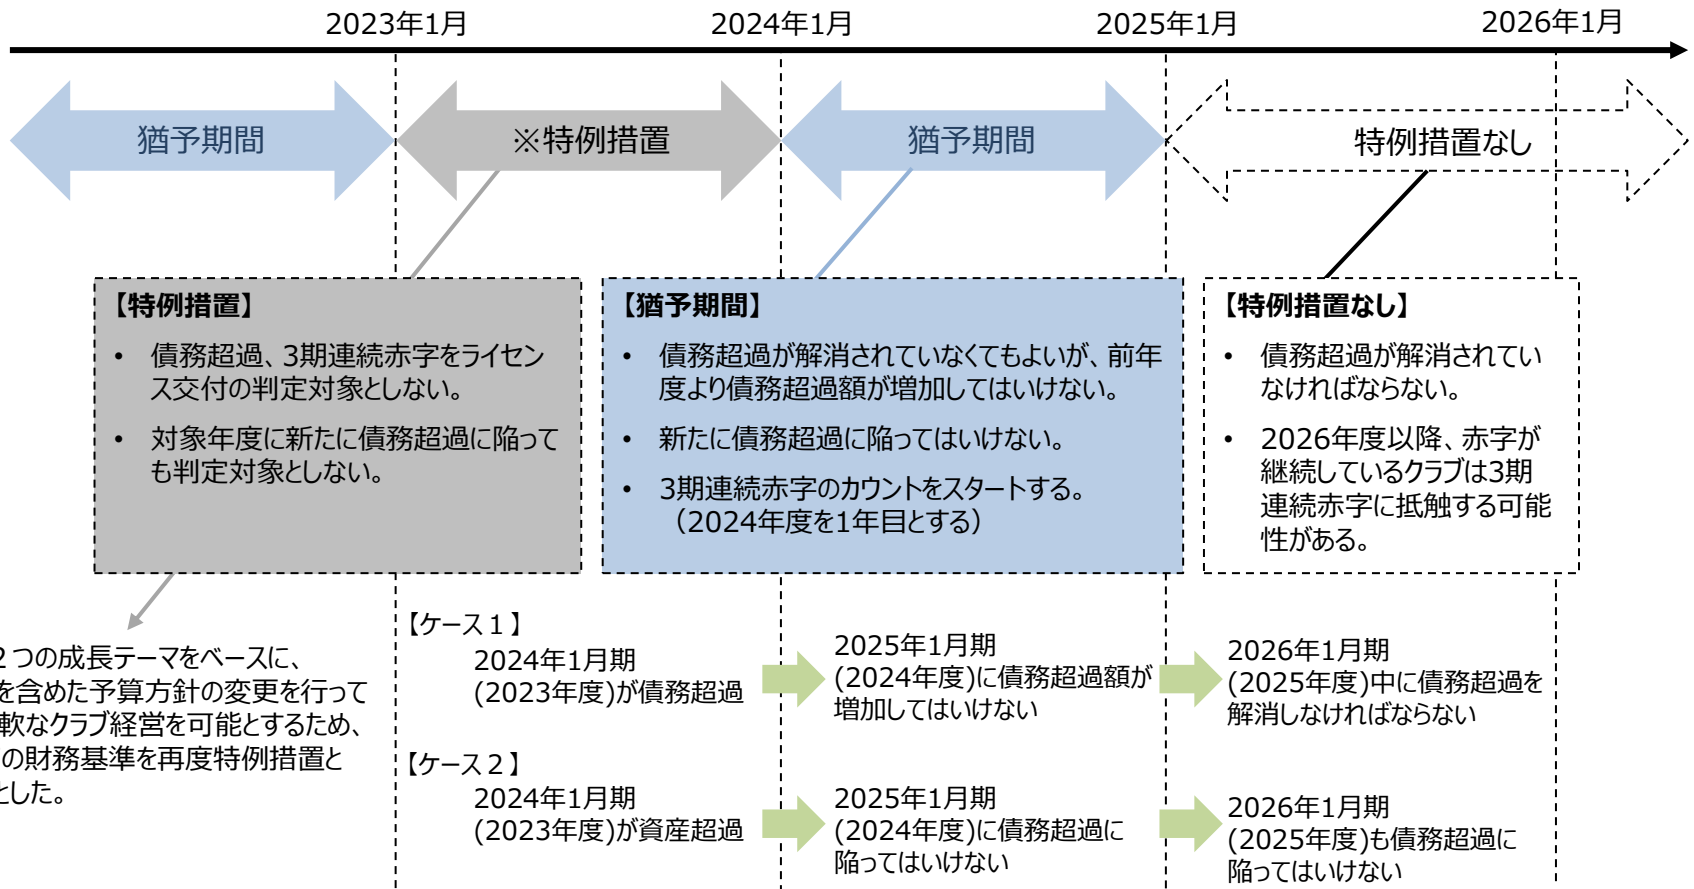 2023年1月
2024年1月
2025年1月
2026年1月
猶予期間
※特例措置
猶予期間
特例措置なし
【特例措置】
• 債務超過、3期連続赤字をライセン
ス交付の判定対象としない。
• 対象年度に新たに債務超過に陥って
も判定対象としない。
【猶予期間】
• 債務超過が解消されていなくてもよいが、前年
度より債務超過額が増加してはいけない。
• 新たに債務超過に陥ってはいけない。
• 3期連続赤字のカウントをスタートする。
（2024年度を1年目とする）
【特例措置なし】
• 債務超過が解消されてい
なければならない。
• 2026年度以降、赤字が
継続しているクラブは3期
連続赤字に抵触する可能
性がある。
2つの成長テーマをベースに、
を含めた予算方針の変更を行って
軟なクラブ経営を可能とするため、
の財務基準を再度特例措置と
とした。
【ケース１】
2024年1月期
(2023年度)が債務超過
2025年1月期
(2024年度)に債務超過額が
増加してはいけない
2026年1月期
(2025年度)中に債務超過を
解消しなければならない
【ケース２】
2024年1月期
(2023年度)が資産超過
2025年1月期
(2024年度)に債務超過に
陥ってはいけない
2026年1月期
(2025年度)も債務超過に
陥ってはいけない